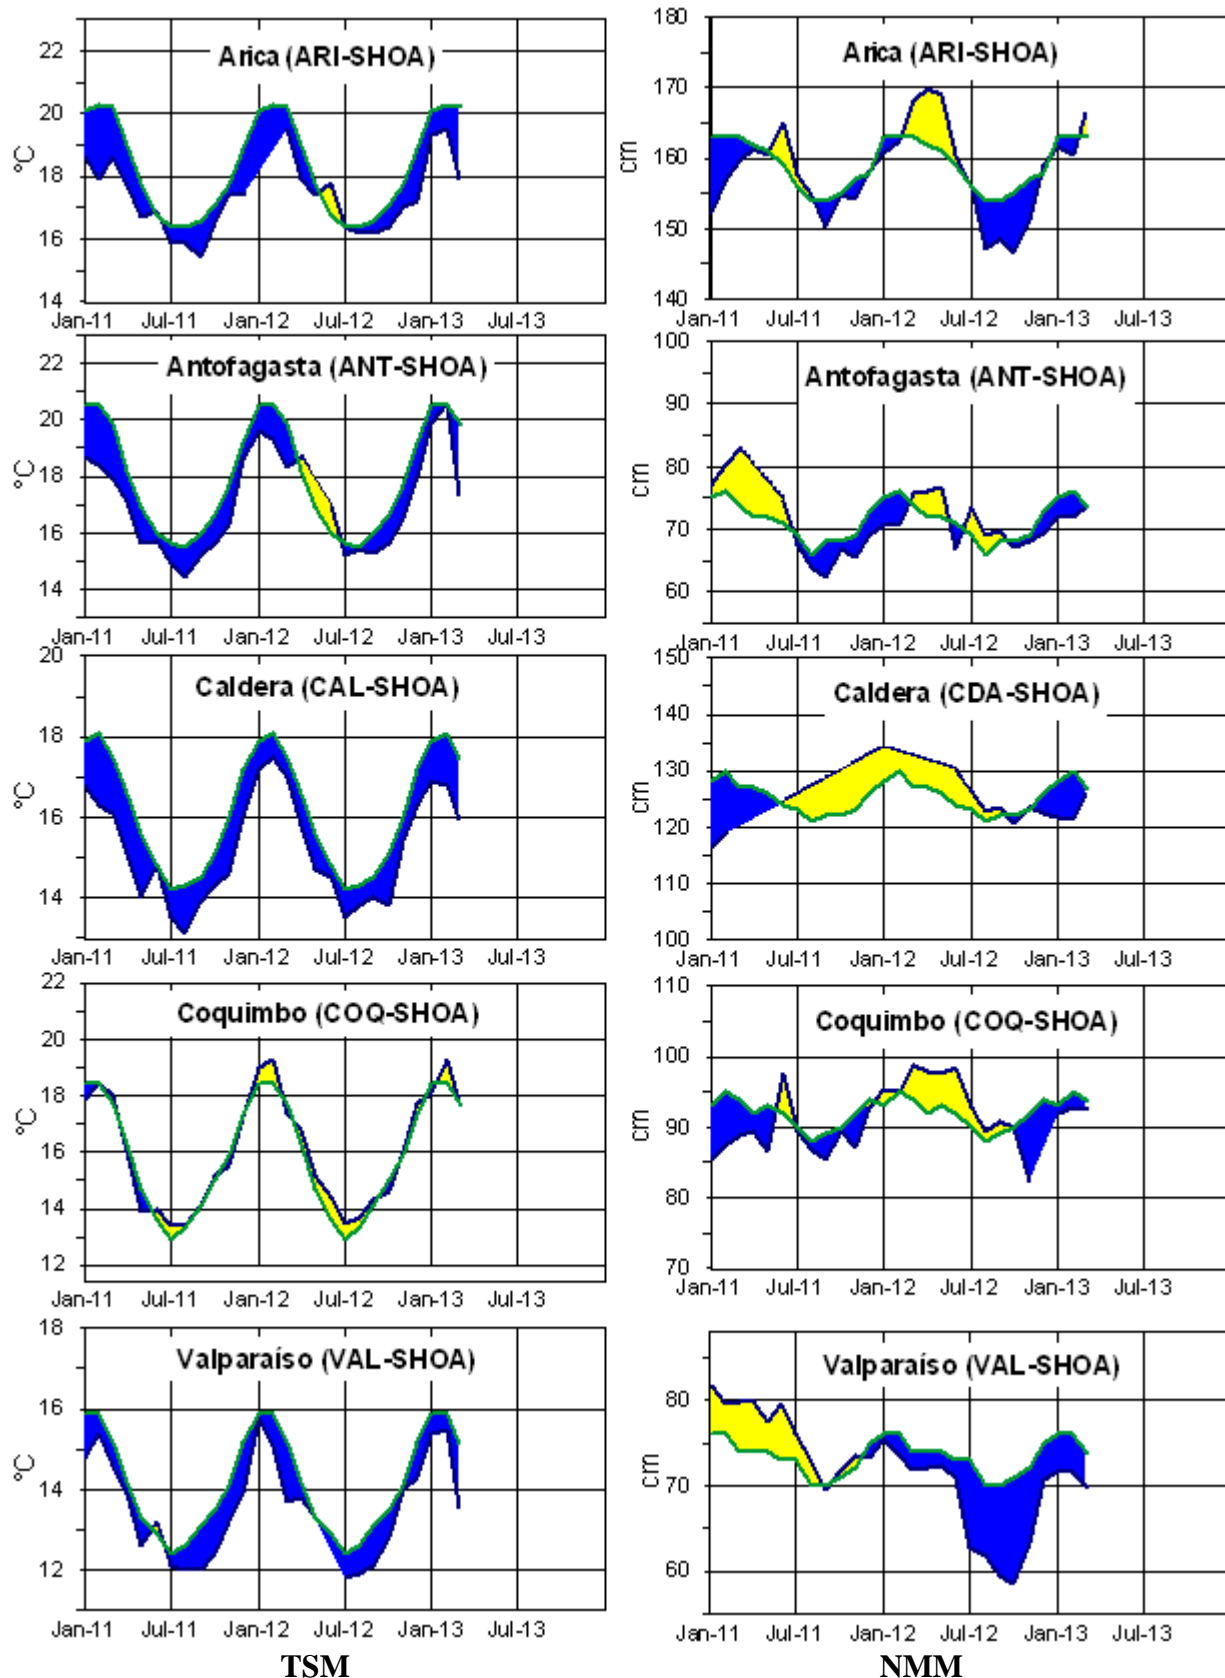 Arica (ARI-SHOA)
22
20
18
16
14
°C
Jan-11 Jul-11 Jan-12 Jul-12 Jan-13 Jul-13
Arica (ARI-SHOA)
180
170
160
150
140
cm
Jan-11 Jul-11 Jan-12 Jul-12 Jan-13 Jul-13
Antofagasta (ANT-SHOA)
22
20
18
16
14
°C
Jan-11 Jul-11 Jan-12 Jul-12 Jan-13 Jul-13
Antofagasta (ANT-SHOA)
100
90
80
70
60
cm
Jan-11 Jul-11 Jan-12 Jul-12 Jan-13 Jul-13
Caldera (CAL-SHOA)
20
18
16
14
°C
Jan-11 Jul-11 Jan-12 Jul-12 Jan-13 Jul-13
Caldera (CDA-SHOA)
150
140
130
120
110
100
cm
Jan-11 Jul-11 Jan-12 Jul-12 Jan-13 Jul-13
Coquimbo (COQ-SHOA)
22
20
18
16
14
12
°C
Jan-11 Jul-11 Jan-12 Jul-12 Jan-13 Jul-13
Coquimbo (COQ-SHOA)
110
100
90
80
70
cm
Jan-11 Jul-11 Jan-12 Jul-12 Jan-13 Jul-13
Valparaíso (VAL-SHOA)
18
16
14
12
°C
Jan-11 Jul-11 Jan-12 Jul-12 Jan-13 Jul-13
Valparaíso (VAL-SHOA)
80
70
60
cm
Jan-11 Jul-11 Jan-12 Jul-12 Jan-13 Jul-13
TSM
NMM